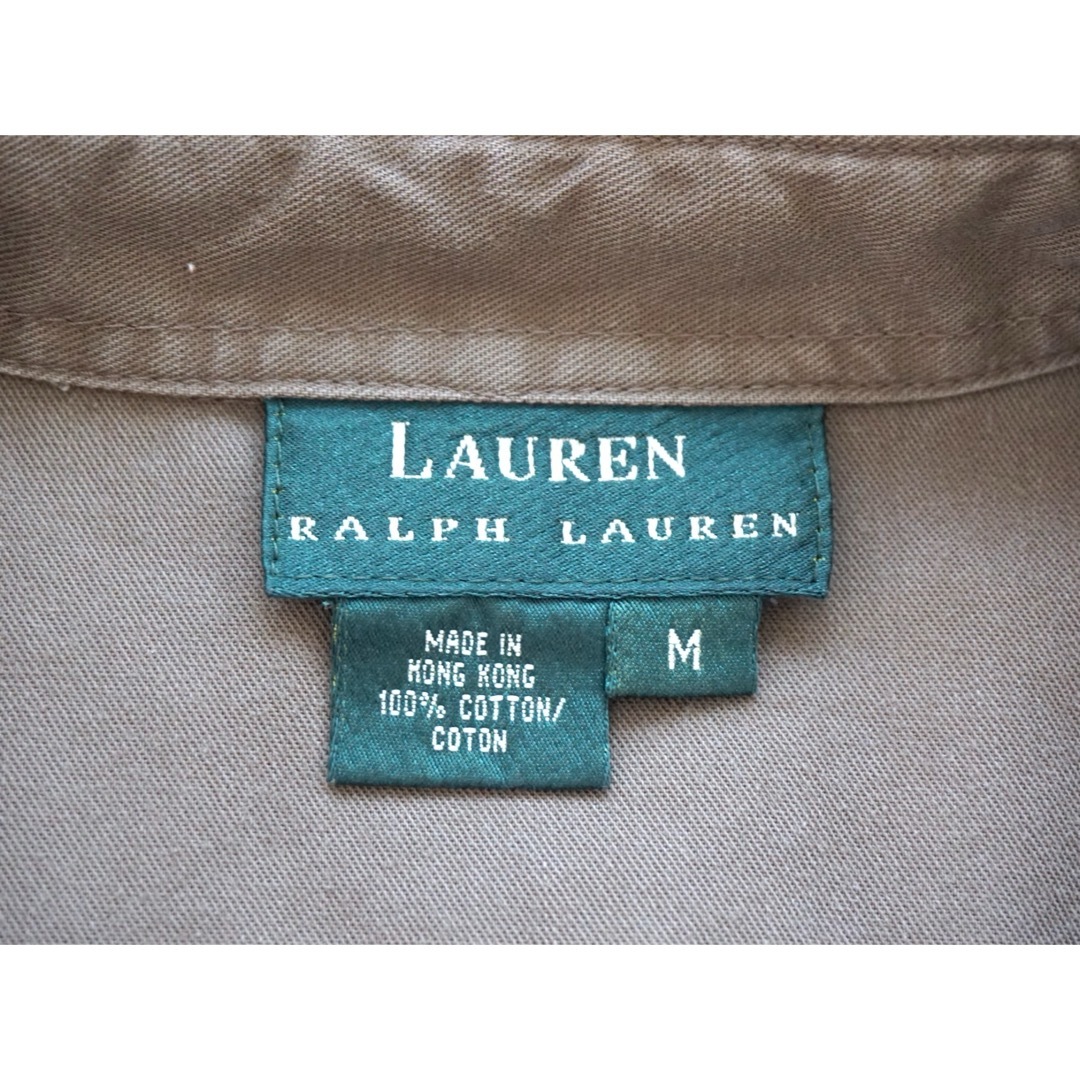 LAUREN
RALPH LAUREN
MADE IN
HONG KONG
100% COTTON/
COTON
M